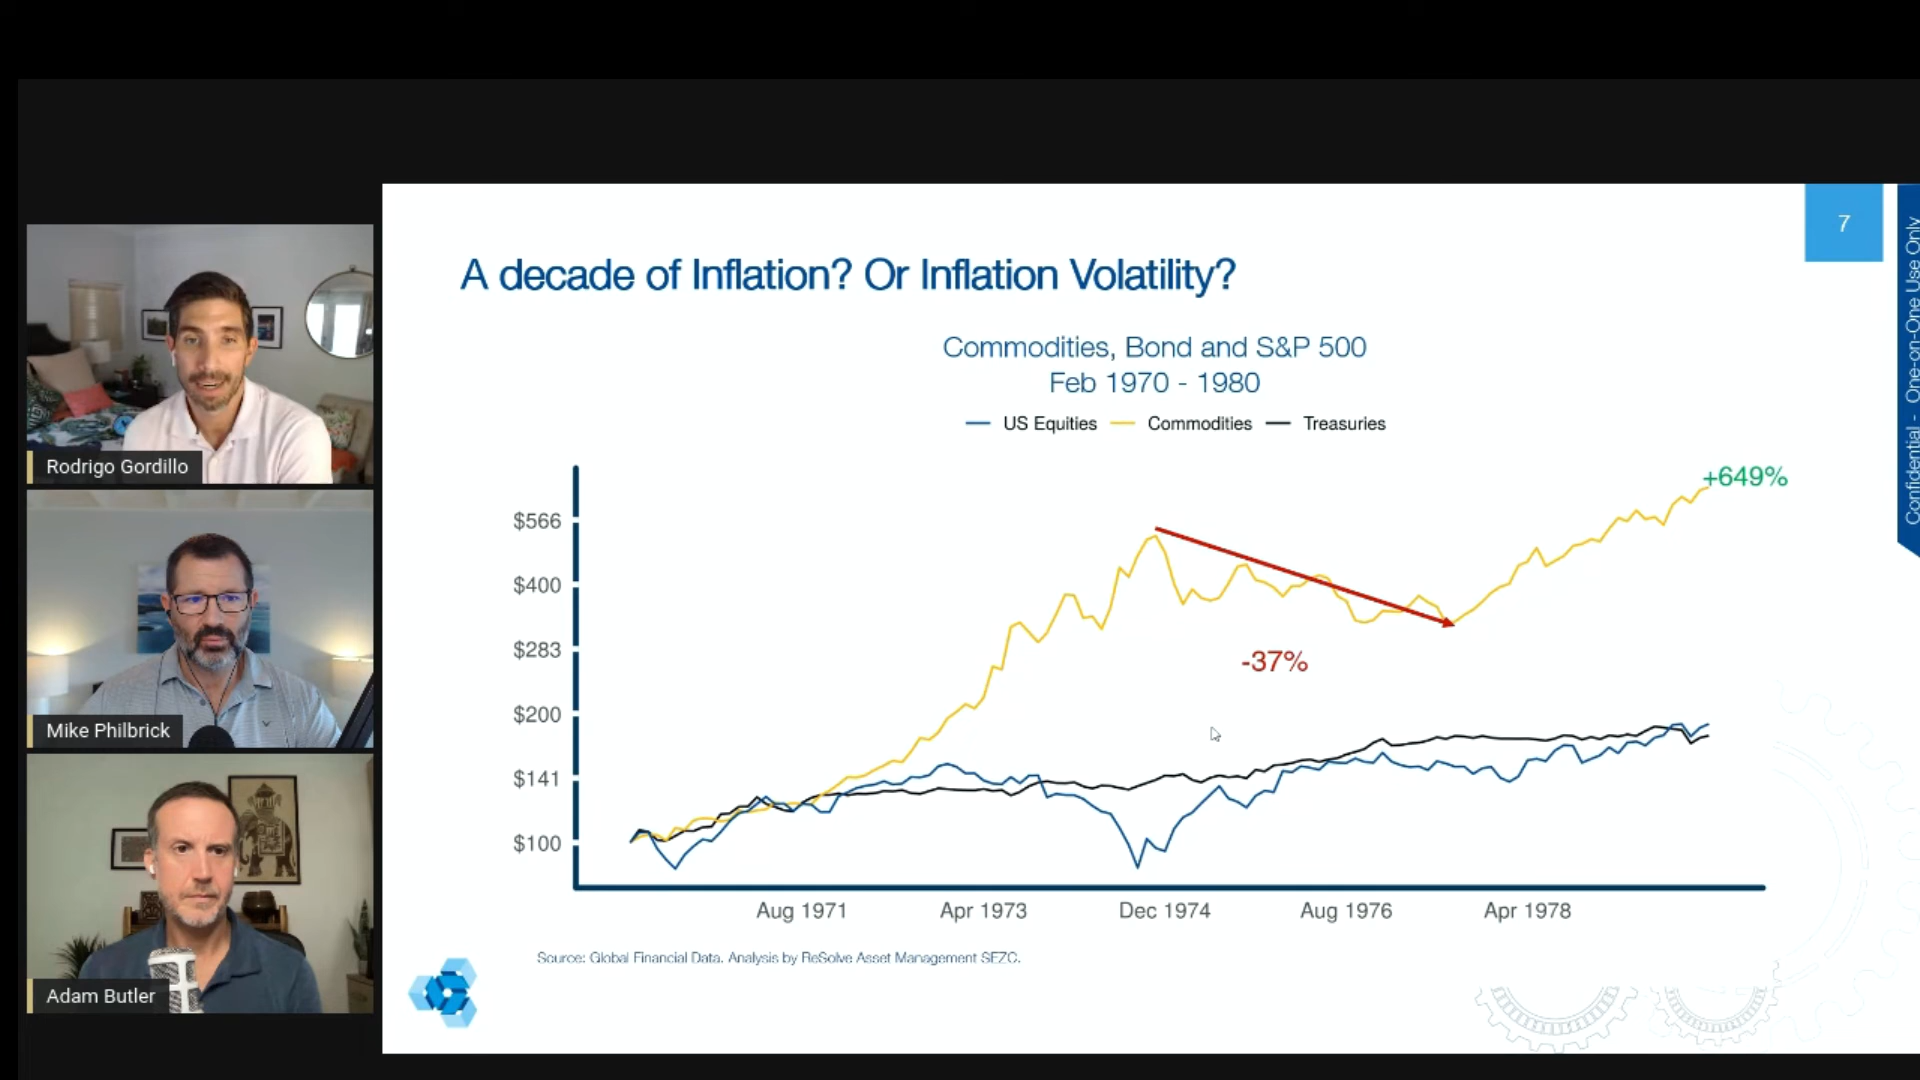 7
Confidential - One-on-One Use Only
A decade of Inflation? Or Inflation Volatility?
Commodities, Bond and S&P 500
Feb 1970 - 1980
US Equities Commodities Treasuries
+649%
$566
$400
$283
-37%
$200
$141
$100
Aug 1971 Apr 1973 Dec 1974 Aug 1976 Apr 1978
Source: Global Financial Data. Analysis by ReSolve Asset Management SEZC.
Rodrigo Gordillo
Mike Philbrick
Adam Butler